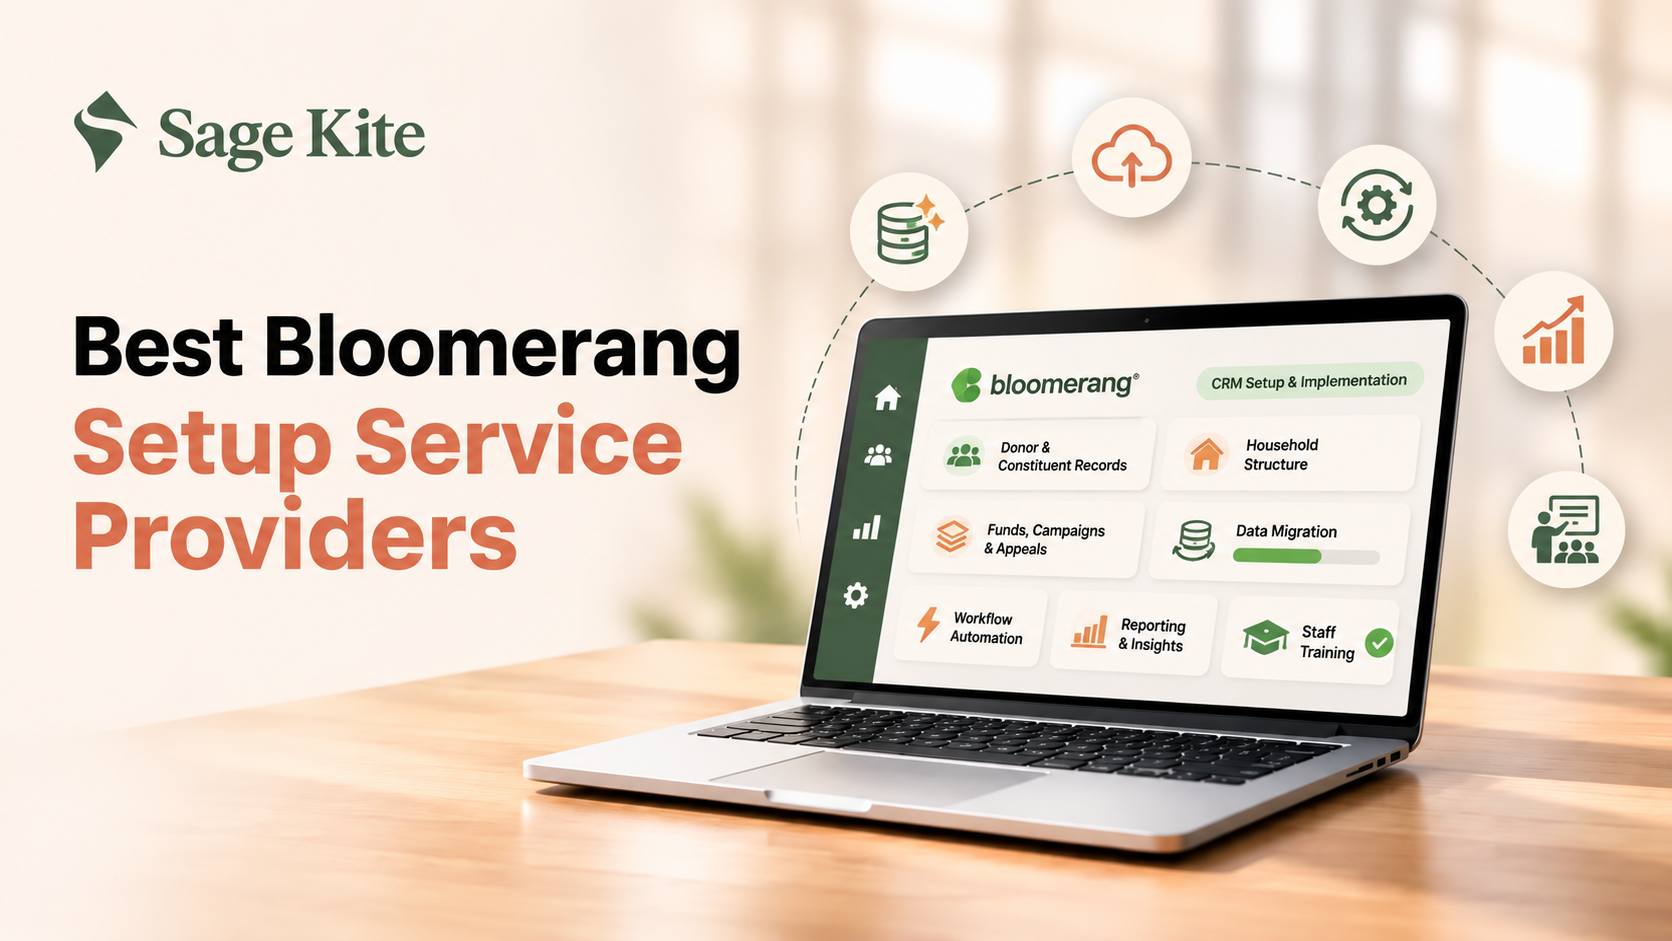 Sage Kite
Best Bloomerang
Setup Service
Providers
bloomerang®
CRM Setup & Implementation
Donor &
Constituent Records
Household
Structure
Funds, Campaigns
& Appeals
Data Migration
Workflow
Automation
Reporting
& Insights
Staff
Training